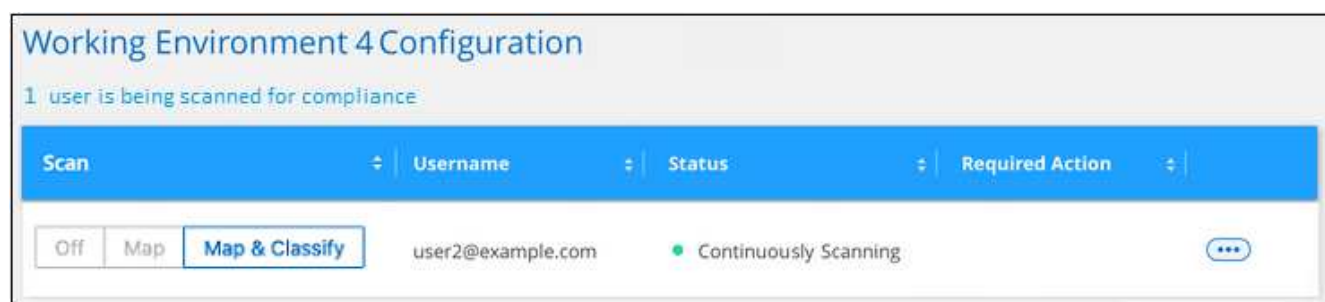 Working Environment 4 Configuration
1 user is being scanned for compliance
Scan Username Status Required Action
Off Map Map & Classify user2@example.com Continuously Scanning